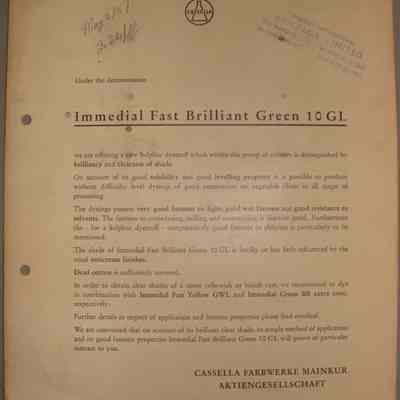 CASSELLA
Under the denomination
Immedial Fast Brilliant Green 10 GL
we are offering a new Sulphur dyestuff which within this group of colours is distinguished by
brilliancy and clearness of shade.
On account of its good solubility and good levelling properties it is possible to produce
without difficulty level dyeings of good penetration on vegetable fibres in all stages of
processing.
The dyeings possess very good fastness to light, good wet fastness and good resistance to
solvents. The fastness to cross-dyeing, boiling and is likewise good. Furthermore
the - for a Sulphur dyestuff - comparatively good fastness to chlorine is particularly to be
mentioned.
The shade of Immedial Fast Brilliant Green 10 GL is hardly or but little influenced by the
usual anticrease finishes.
Dead cotton is sufficiently covered.
In order to obtain clear shades of a more yellowish or bluish cast, we recommend to dye
in combination with Immedial Fast Yellow GWL and Immedial Green BB extra conc.
respectively.
Further details in respect of application and fastness properties please find overleaf.
We are convinced that on account of its brilliant clear shade, its simple method of application
and its good fastness properties Immedial Fast Brilliant Green 10 GL will prove of particular
interest to you.
CASSELLA FARBWERKE MAINKUR
AKTIENGESELLSCHAFT